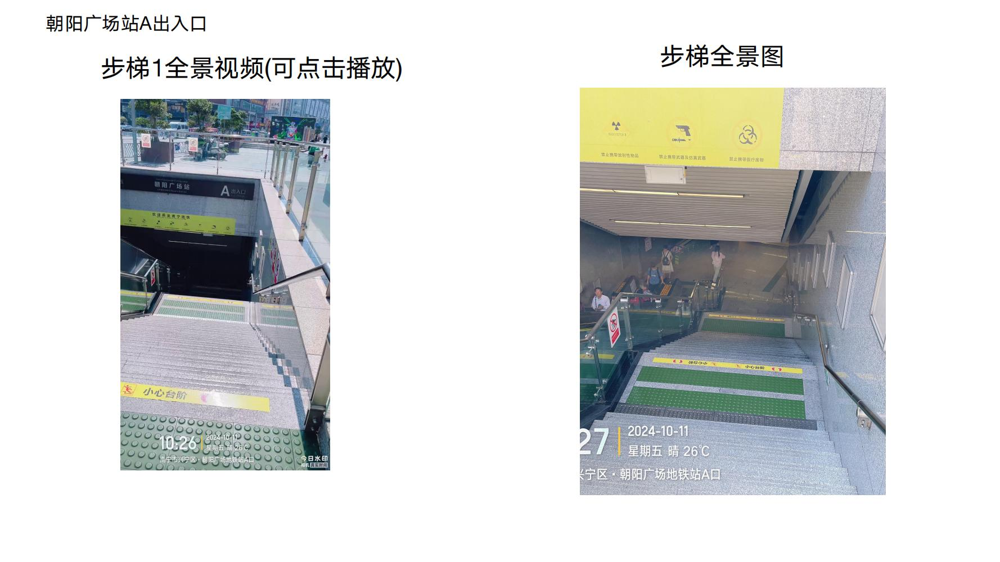 朝阳广场站A出入口
步梯1全景视频(可点击播放)
步梯全景图
朝阳广场站
A出入口
欢迎乘坐南宁地铁
小心台阶
10:26
2024-10-11
星期五 晴 26℃
南宁市兴宁区·朝阳广场地铁站A口
今日水印
相机 真实时间
禁止携带放射性物品
禁止携带武器及仿真武器
禁止携带医疗废物
小心台阶
小心台阶
27
2024-10-11
星期五 晴 26℃
兴宁区·朝阳广场地铁站A口